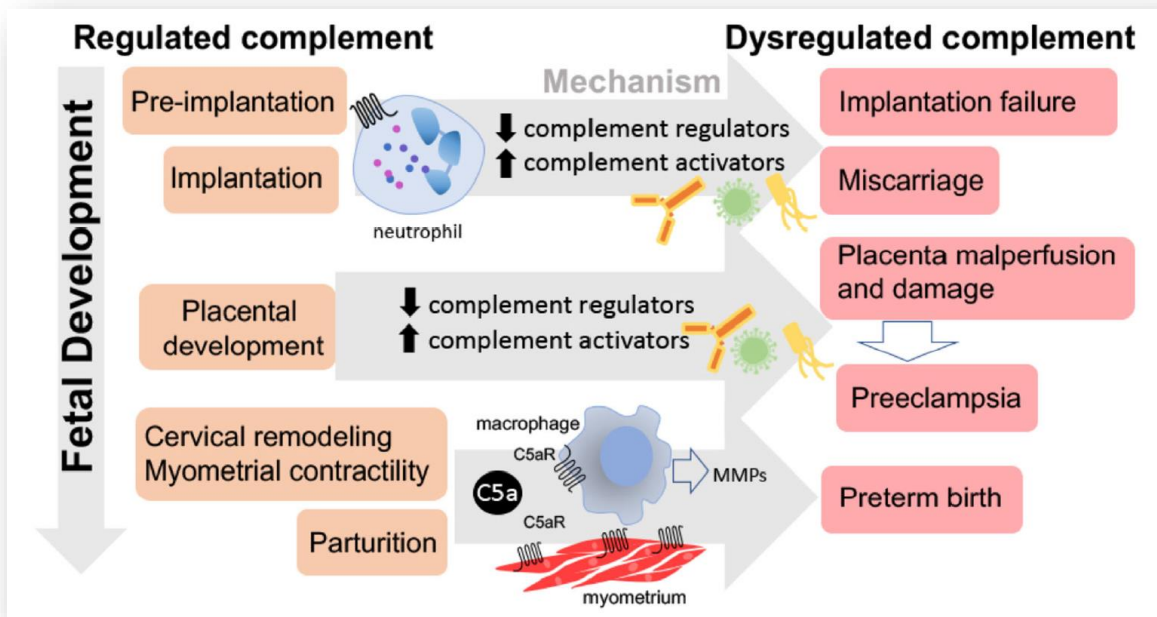 Regulated complement
Dysregulated complement
Fetal Development
Mechanism
Pre-implantation
Implantation
neutrophil
complement regulators
complement activators
Implantation failure
Miscarriage
Placental
development
complement regulators
complement activators
Placenta malperfusion
and damage
Preeclampsia
Cervical remodeling
Myometrial contractility
Parturition
macrophage
C5aR
C5a
C5aR
MMPs
myometrium
Preterm birth